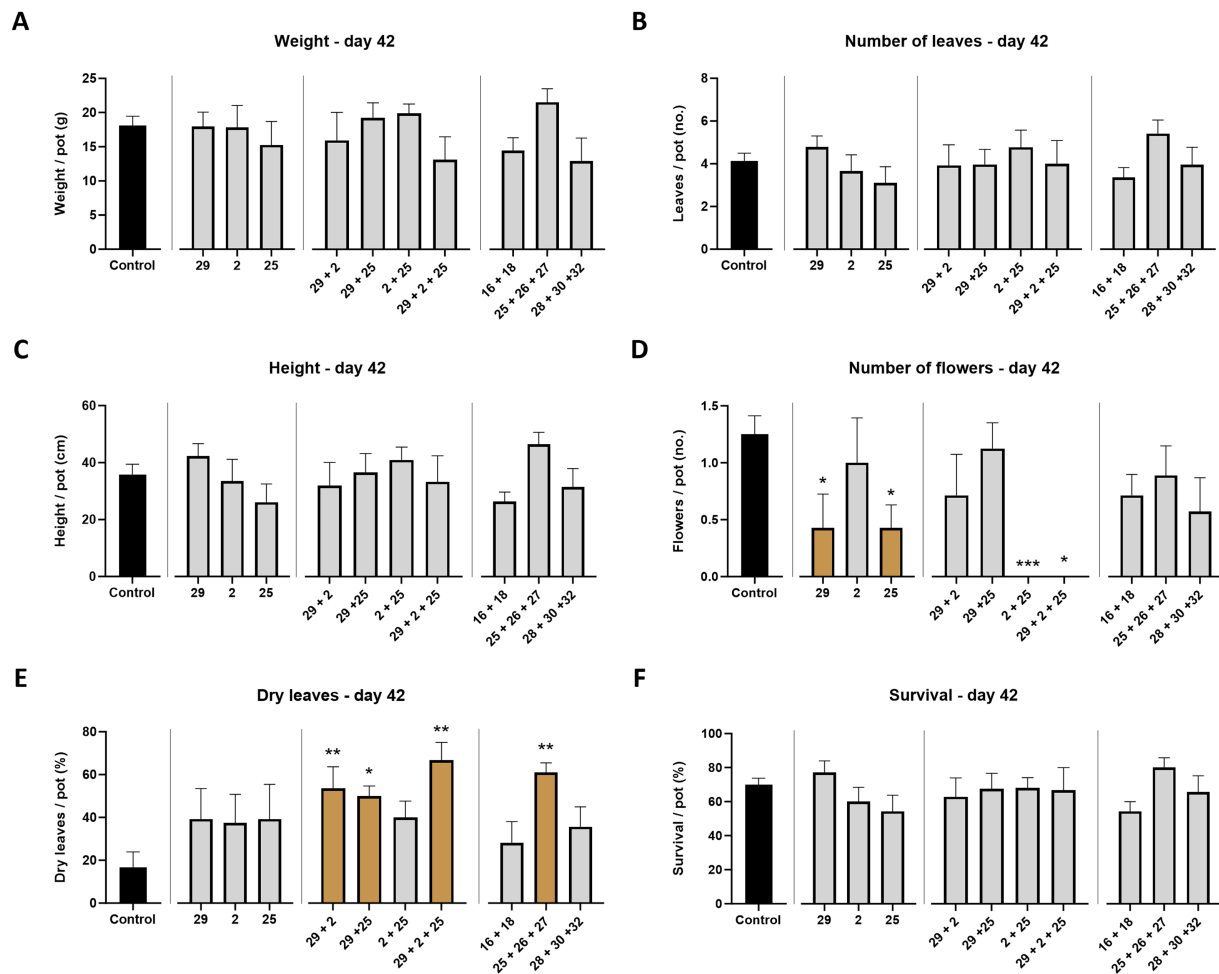 A
Weight - day 42
Weight / pot (g)
25
20
15
10
5
0
Control
29
2
25
29 + 2
29 + 25
2 + 25
29 + 2 + 25
16 + 18
25 + 26 + 27
28 + 30 +32
B
Number of leaves - day 42
Leaves / pot (no.)
8
6
4
2
0
Control
29
2
25
29 + 2
29 +25
2 + 25
29 + 2 + 25
16 + 18
25 + 26 + 27
28 + 30 +32
C
Height - day 42
Height / pot (cm)
60
40
20
0
Control
29
2
25
29 + 2
29 +25
2 + 25
29 + 2 + 25
16 + 18
25 + 26 + 27
28 + 30 +32
D
Number of flowers - day 42
Flowers / pot (no.)
1.5
1.0
0.5
0.0
*
*
***
*
Control
29
2
25
29 + 2
29 +25
2 + 25
29 + 2 + 25
16 + 18
25 + 26 + 27
28 + 30 +32
E
Dry leaves - day 42
Dry leaves / pot (%)
80
60
40
20
0
**
*
**
**
Control
29
2
25
29 + 2
29 +25
2 + 25
29 + 2 + 25
16 + 18
25 + 26 + 27
28 + 30 +32
F
Survival - day 42
Survival / pot (%)
100
80
60
40
20
0
Control
29
2
25
29 + 2
29 + 25
2 + 25
29 + 2 + 25
16 + 18
25 + 26 + 27
28 + 30 +32